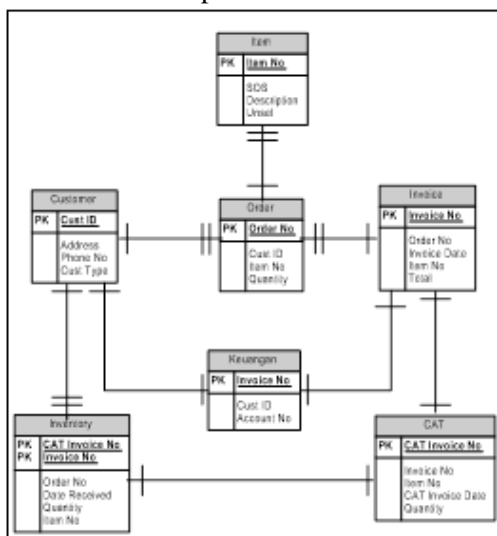 Item
PK Item No
SOS
Description
Customer
PK Cust ID
Address
Phone No
Cust Type
Order
PK Order No
Cust ID
Item No
Quantity
Invoice
PK Invoice No
Order No
Invoice Date
Item No
Total
Keuangan
PK Invoice No
Cust ID
Account No
Inventory
PK CAT Invoice No
PK Invoice No
Order No
Date Received
Quantity
Item No
CAT
PK CAT Invoice No
Invoice No
Item No
CAT Invoice Date
Quantity